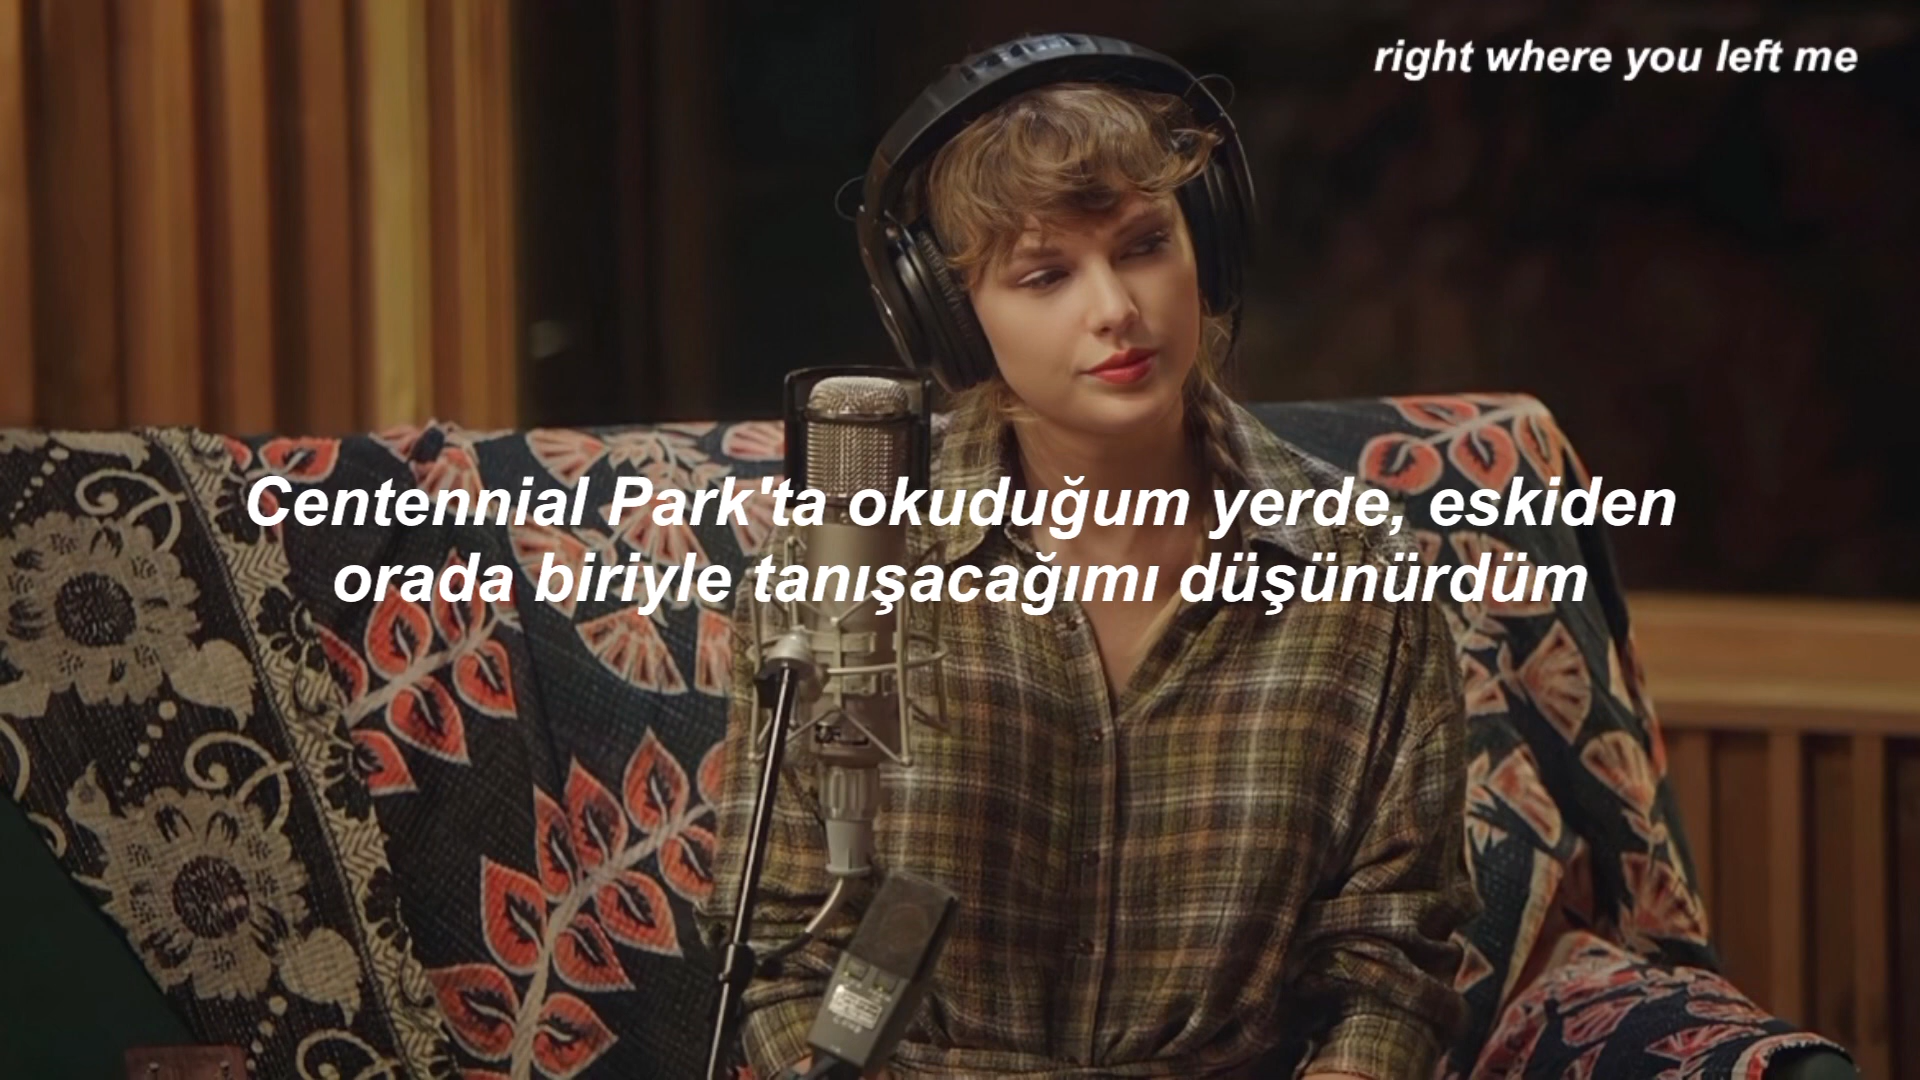 right where you left me
Centennial Park'ta okuduğum yerde, eskiden
orada biriyle tanışacağımı düşünürdüm